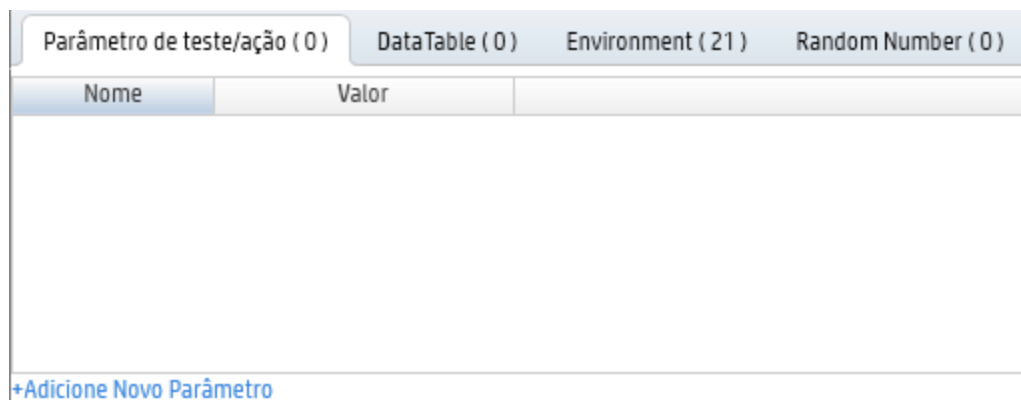 Parâmetro de teste/ação ( 0 ) DataTable ( 0 ) Environment ( 21 ) Random Number ( 0 )
Nome Valor
+Adicione Novo Parâmetro